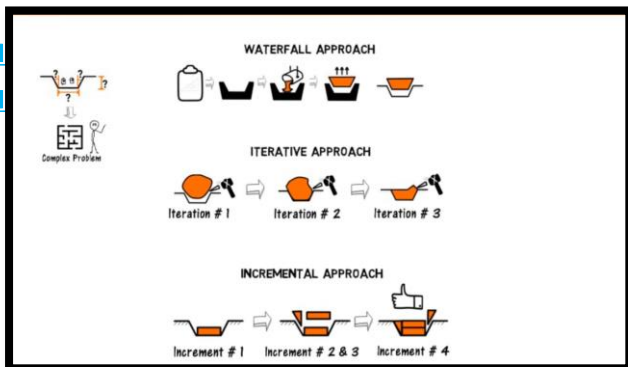 WATERFALL APPROACH
? ?
?
?
Complex Problem
ITERATIVE APPROACH
Iteration # 1 Iteration # 2 Iteration # 3
INCREMENTAL APPROACH
Increment # 1 Increment # 2 & 3 Increment # 4